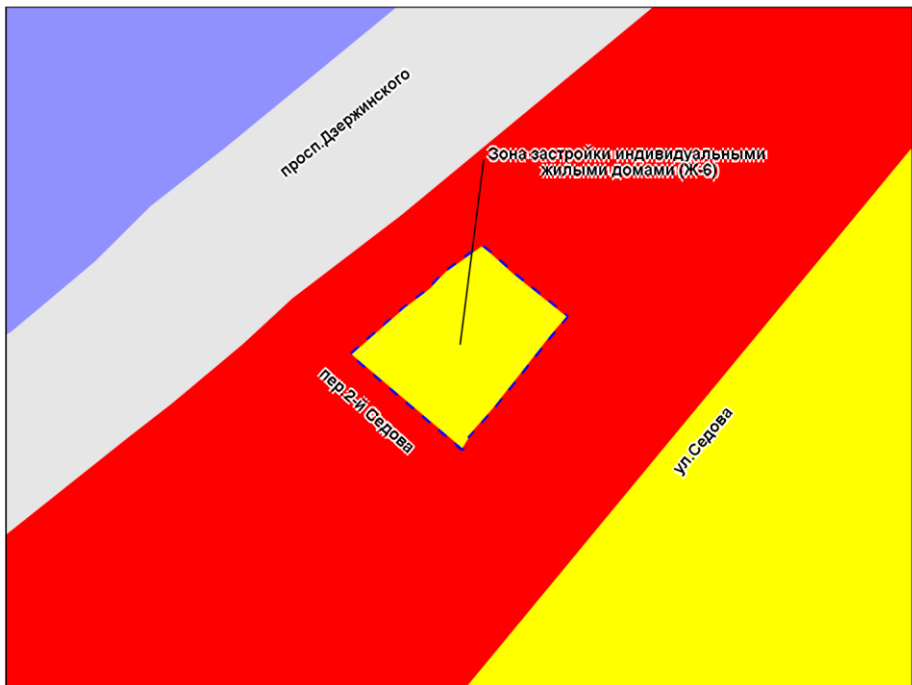 просп.Дзержинского
Зона застройки индивидуальными
жилыми домами (Ж-6)
пер.2-й Седова
ул.Седова